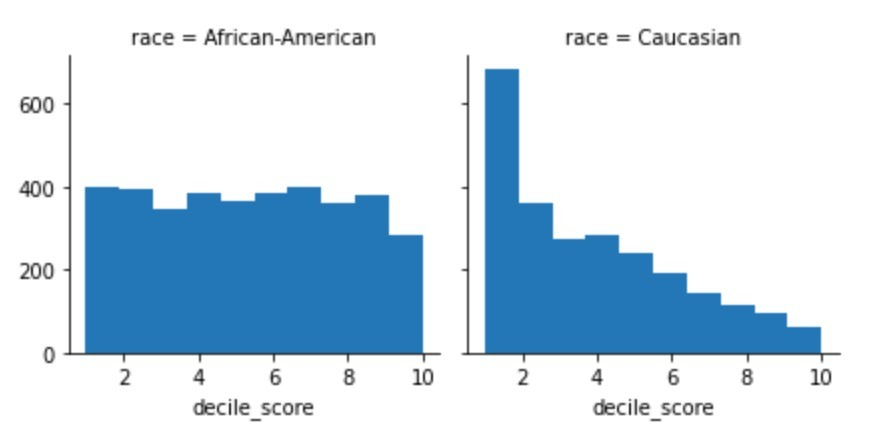 race = African-American
race = Caucasian
600
400
200
0
2 4 6 8 10
2 4 6 8 10
decile_score
decile_score